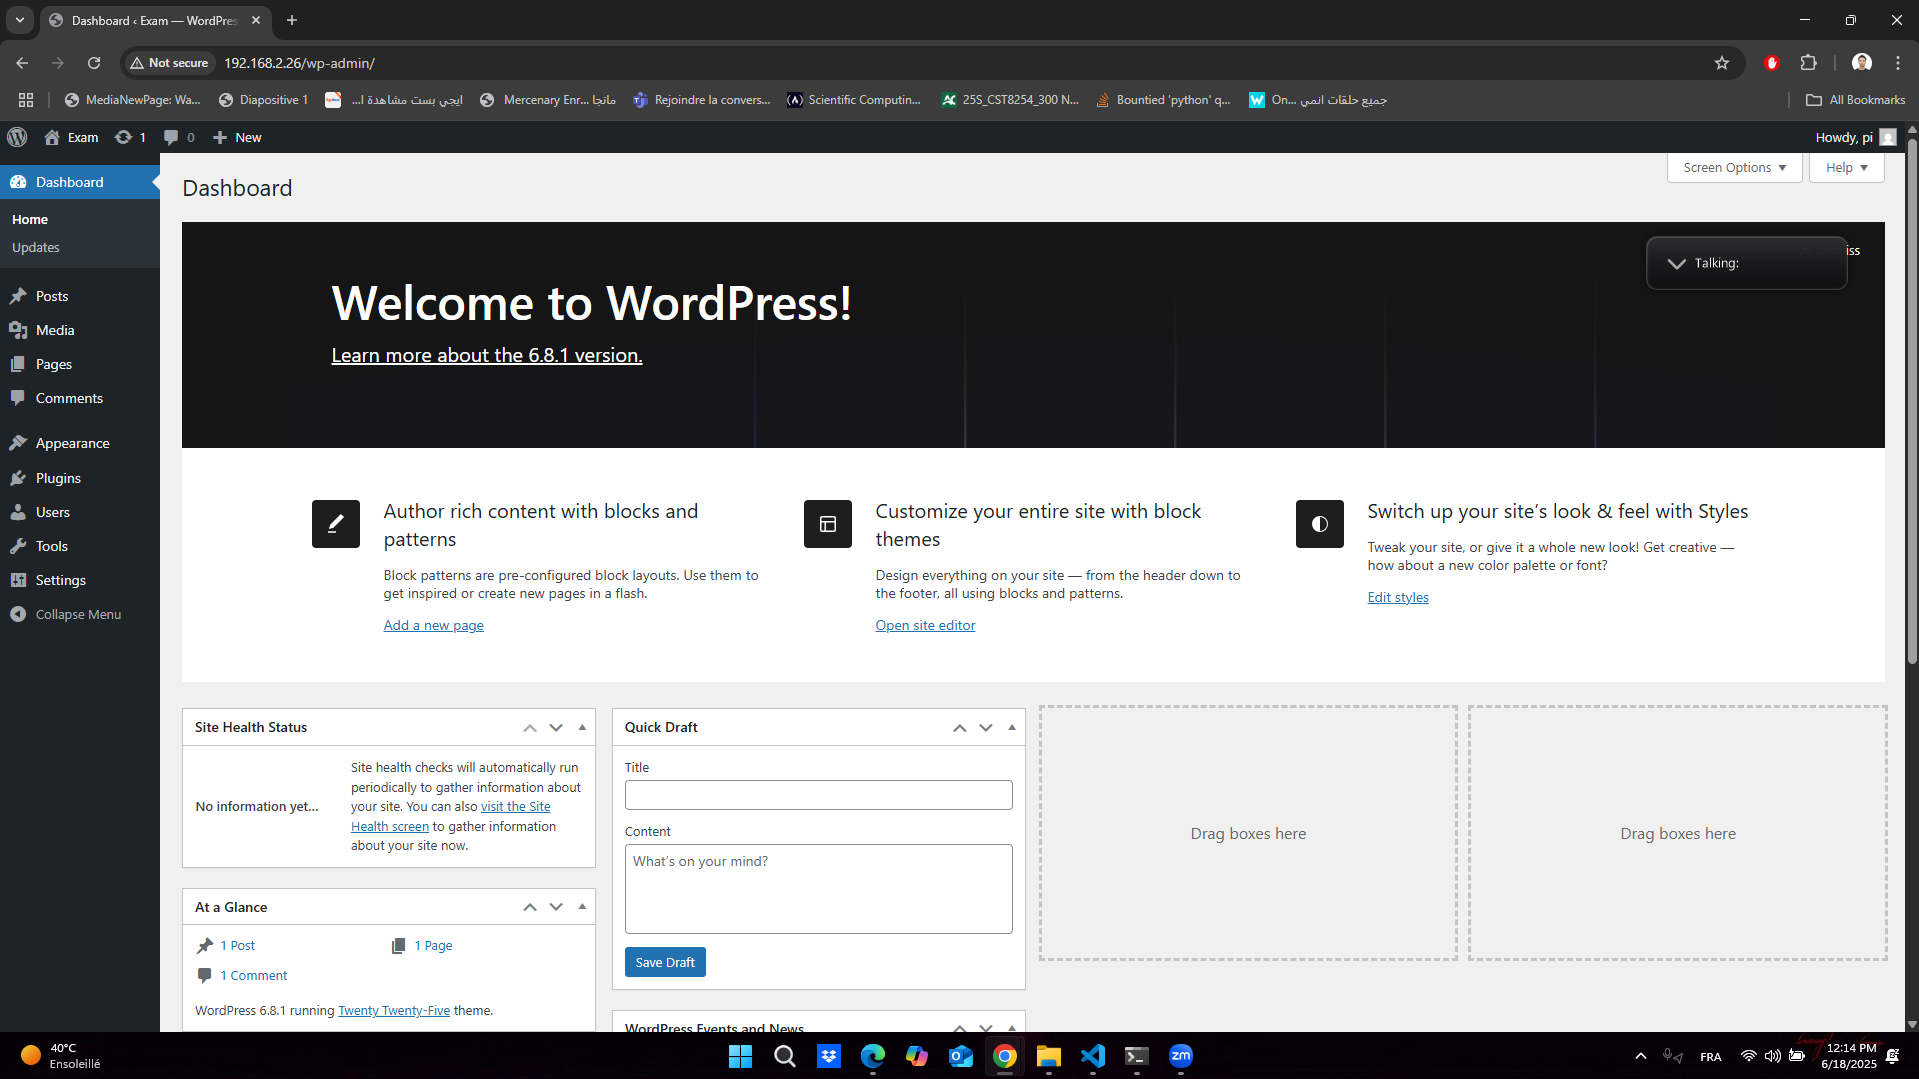 Dashboard ‹ Exam — WordPres
Not secure
192.168.2.26/wp-admin/
MediaNewPage: Wa...
Diapositive 1
ايجي بست مشاهدة ا...
Mercenary Enr... مانجا
Rejoindre la convers...
Scientific Computin...
25S_CST8254_300 N...
Bountied 'python' q...
On... جميع حلقات انمي
All Bookmarks
Exam
1
0
New
Howdy, pi
Dashboard
Home
Updates
Posts
Media
Pages
Comments
Appearance
Plugins
Users
Tools
Settings
Collapse Menu
Dashboard
Screen Options
Help
Talking:
iss
Welcome to WordPress!
Learn more about the 6.8.1 version.
Author rich content with blocks and
patterns
Block patterns are pre-configured block layouts. Use them to
get inspired or create new pages in a flash.
Add a new page
Customize your entire site with block
themes
Design everything on your site — from the header down to
the footer, all using blocks and patterns.
Open site editor
Switch up your site’s look & feel with Styles
Tweak your site, or give it a whole new look! Get creative —
how about a new color palette or font?
Edit styles
Site Health Status
No information yet...
Site health checks will automatically run
periodically to gather information about
your site. You can also visit the Site
Health screen to gather information
about your site now.
At a Glance
1 Post
1 Page
1 Comment
WordPress 6.8.1 running Twenty Twenty-Five theme.
Quick Draft
Title
Content
What’s on your mind?
Save Draft
WordPress Events and News
Drag boxes here
Drag boxes here
40°C
Ensoleillé
zm
FRA
12:14 PM
6/18/2025